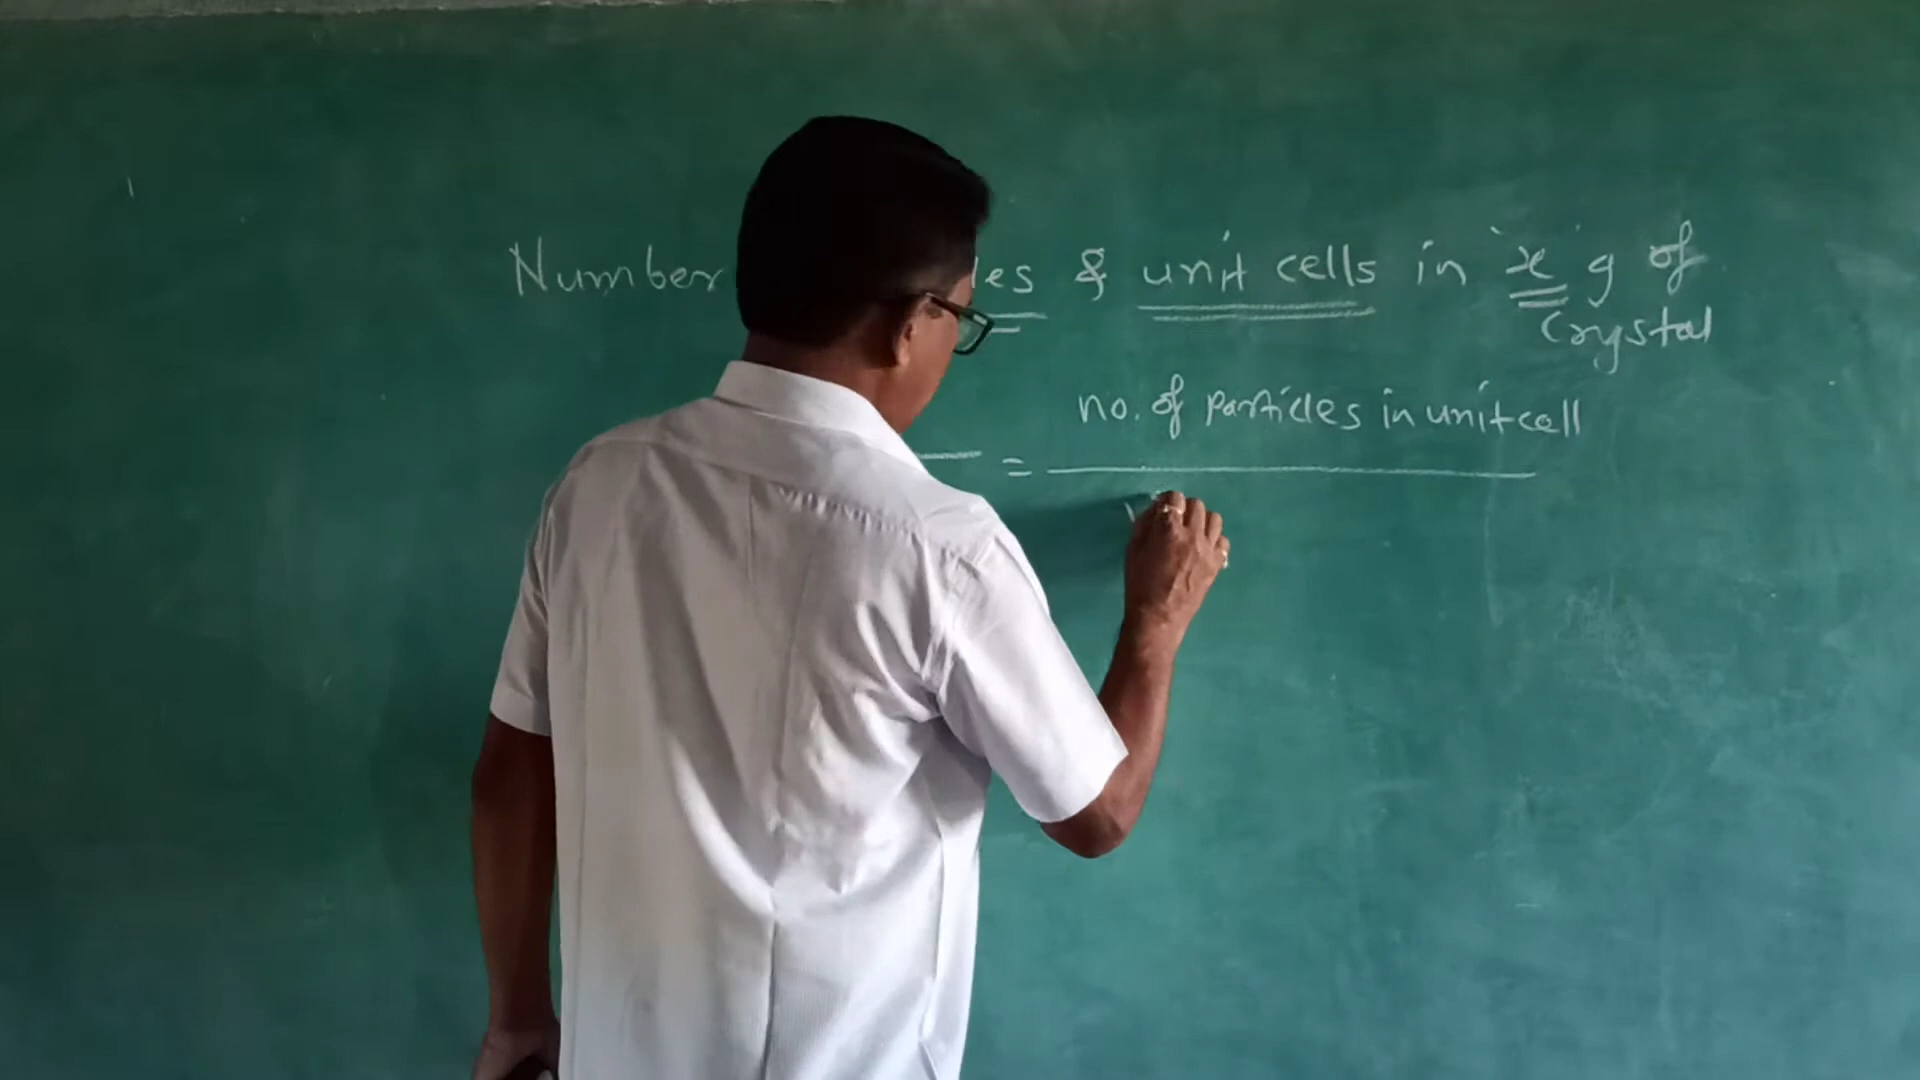 Number les & unit cells in 'x' g of
crystal
no. of particles in unit cell
=